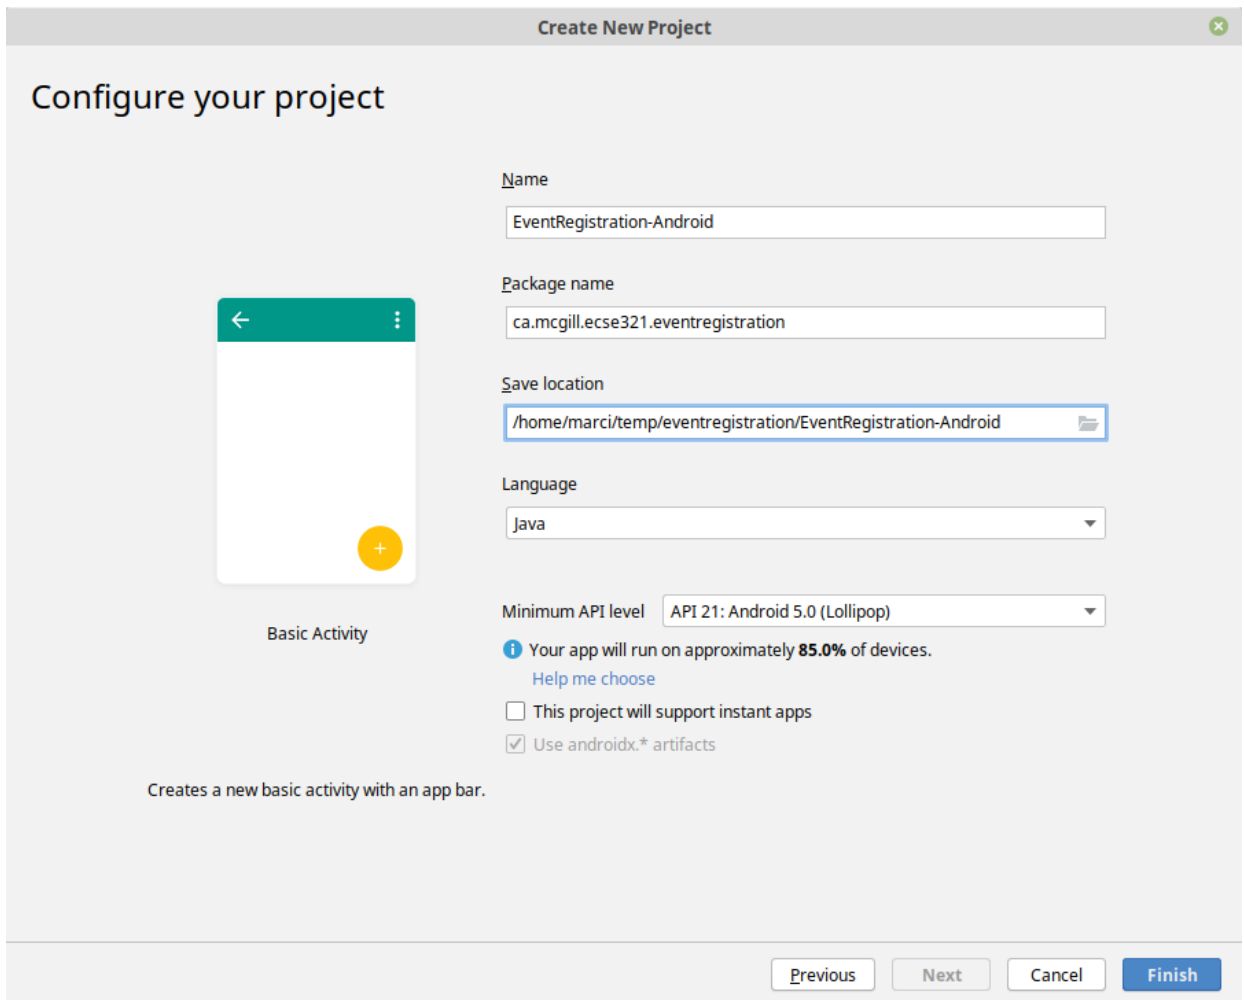 Create New Project
Configure your project
Name
EventRegistration-Android
Package name
ca.mcgill.ecse321.eventregistration
Save location
/home/marci/temp/eventregistration/EventRegistration-Android
Language
Java
Minimum API level API 21: Android 5.0 (Lollipop)
Basic Activity
Your app will run on approximately 85.0% of devices.
Help me choose
This project will support instant apps
Use androidx.* artifacts
Creates a new basic activity with an app bar.
Previous Next Cancel Finish